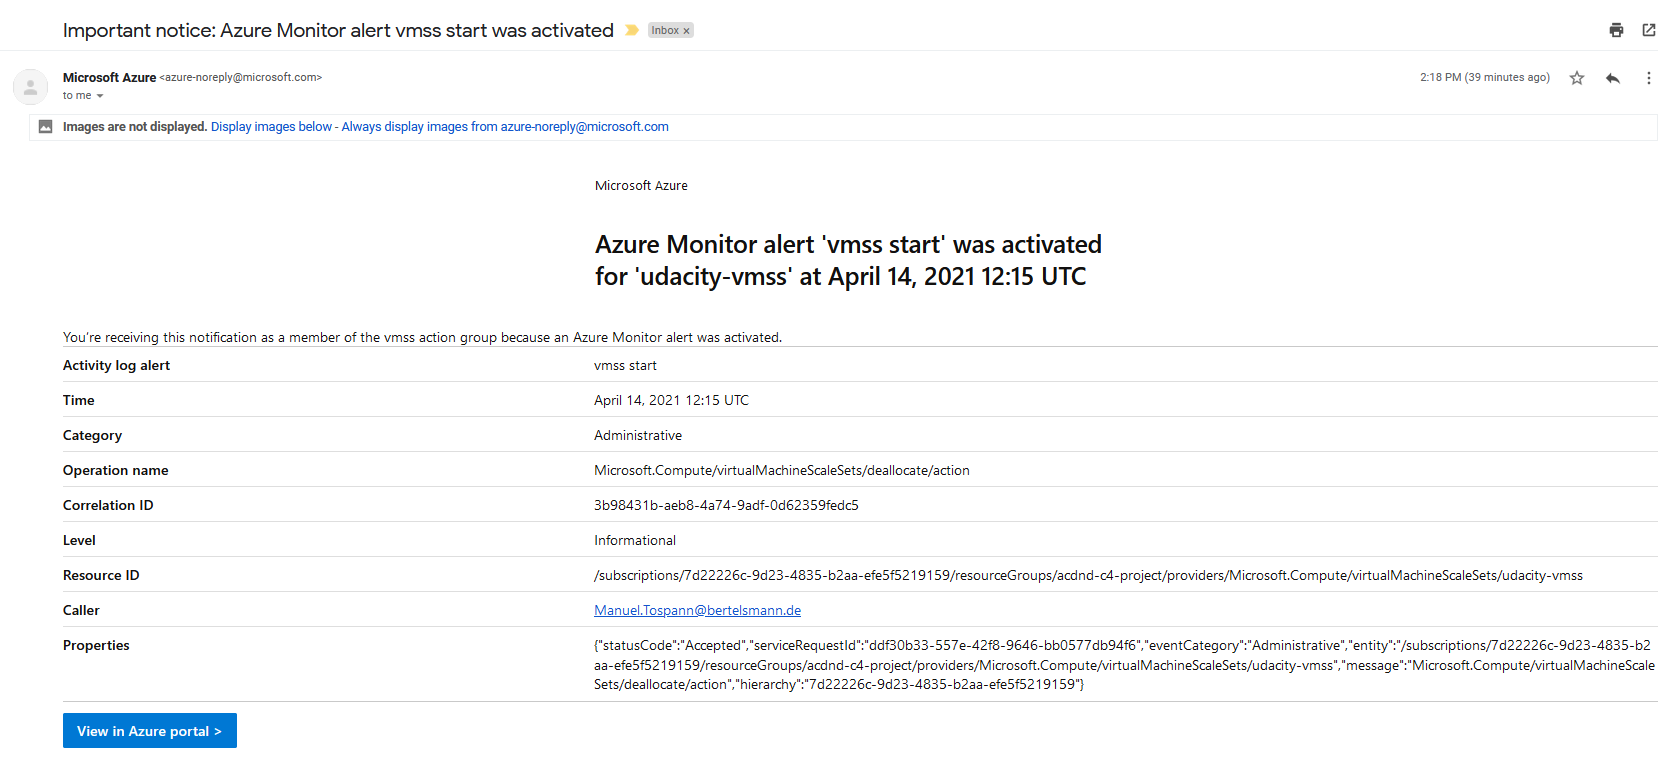 Important notice: Azure Monitor alert vmss start was activated
Inbox ×
Microsoft Azure <azure-noreply@microsoft.com>
2:18 PM (39 minutes ago)
to me
Images are not displayed. Display images below - Always display images from azure-noreply@microsoft.com
Microsoft Azure
Azure Monitor alert 'vmss start' was activated
for 'udacity-vmss' at April 14, 2021 12:15 UTC
You're receiving this notification as a member of the vmss action group because an Azure Monitor alert was activated.
Activity log alert vmss start
Time April 14, 2021 12:15 UTC
Category Administrative
Operation name Microsoft.Compute/virtualMachineScaleSets/deallocate/action
Correlation ID 3b98431b-aeb8-4a74-9adf-0d62359fedc5
Level Informational
Resource ID /subscriptions/7d22226c-9d23-4835-b2aa-efe5f5219159/resourceGroups/acdnd-c4-project/providers/Microsoft.Compute/virtualMachineScaleSets/udacity-vmss
Caller Manuel.Tospann@bertelsmann.de
Properties {"statusCode":"Accepted","serviceRequestId":"ddf30b33-557e-42f8-9646-bb0577db94f6","eventCategory":"Administrative","entity":"/subscriptions/7d22226c-9d23-4835-b2
aa-efe5f5219159/resourceGroups/acdnd-c4-project/providers/Microsoft.Compute/virtualMachineScaleSets/udacity-vmss","message":"Microsoft.Compute/virtualMachineScale
Sets/deallocate/action","hierarchy":"7d22226c-9d23-4835-b2aa-efe5f5219159"}
View in Azure portal >